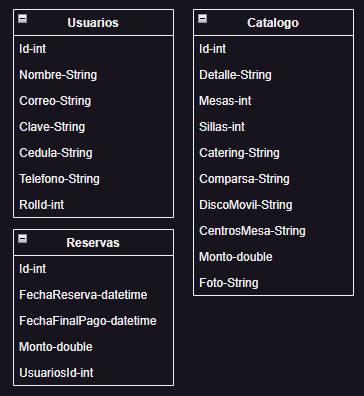 Usuarios
Id-int
Nombre-String
Correo-String
Clave-String
Cedula-String
Telefono-String
RolId-int
Reservas
Id-int
FechaReserva-datetime
FechaFinalPago-datetime
Monto-double
UsuariosId-int
Catalogo
Id-int
Detalle-String
Mesas-int
Sillas-int
Catering-String
Comparsa-String
DiscoMovil-String
CentrosMesa-String
Monto-double
Foto-String